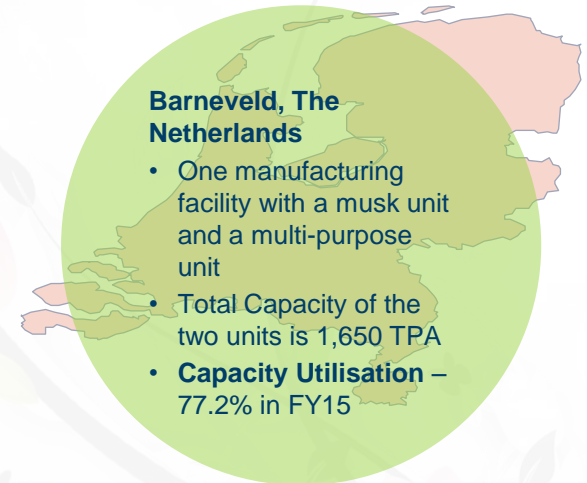 Barneveld, The
Netherlands
• One manufacturing
facility with a musk unit
and a multi-purpose
unit
• Total Capacity of the
two units is 1,650 TPA
• Capacity Utilisation –
77.2% in FY15